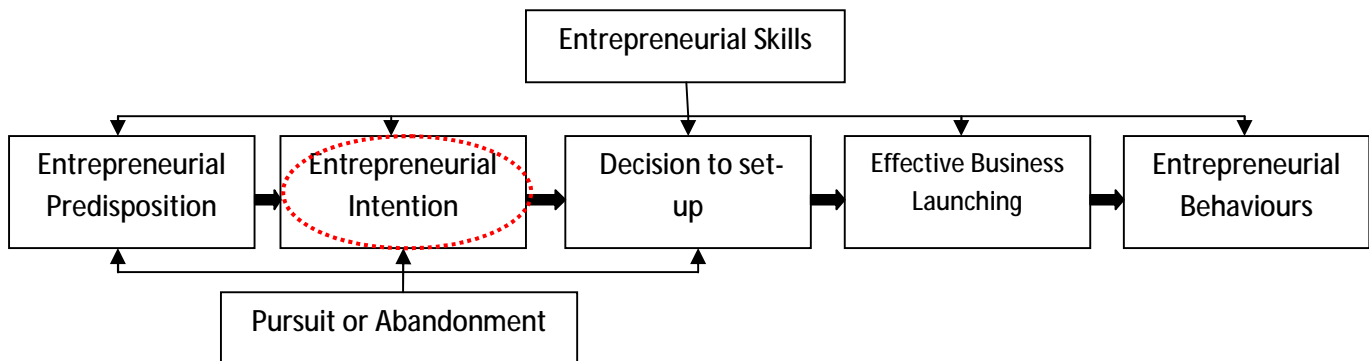 Entrepreneurial Skills
Entrepreneurial
Predisposition
Entrepreneurial
Intention
Decision to set-
up
Effective Business
Launching
Entrepreneurial
Behaviours
Pursuit or Abandonment